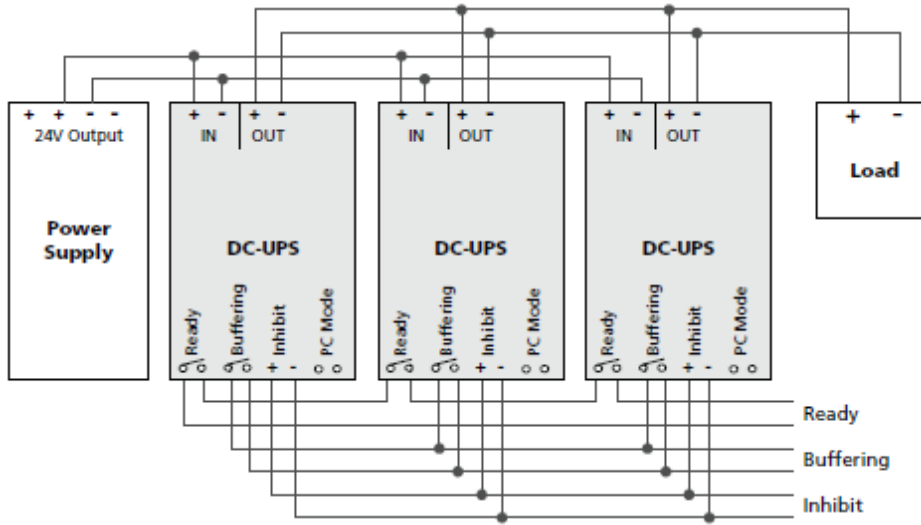 + + - -
24V Output
Power
Supply
+ - + -
IN OUT
DC-UPS
Ready
Buffering
Inhibit
PC Mode
+ -
+ - + -
IN OUT
DC-UPS
Ready
Buffering
Inhibit
PC Mode
+ -
+ - + -
IN OUT
DC-UPS
Ready
Buffering
Inhibit
PC Mode
+ -
+ -
Load
Ready
Buffering
Inhibit